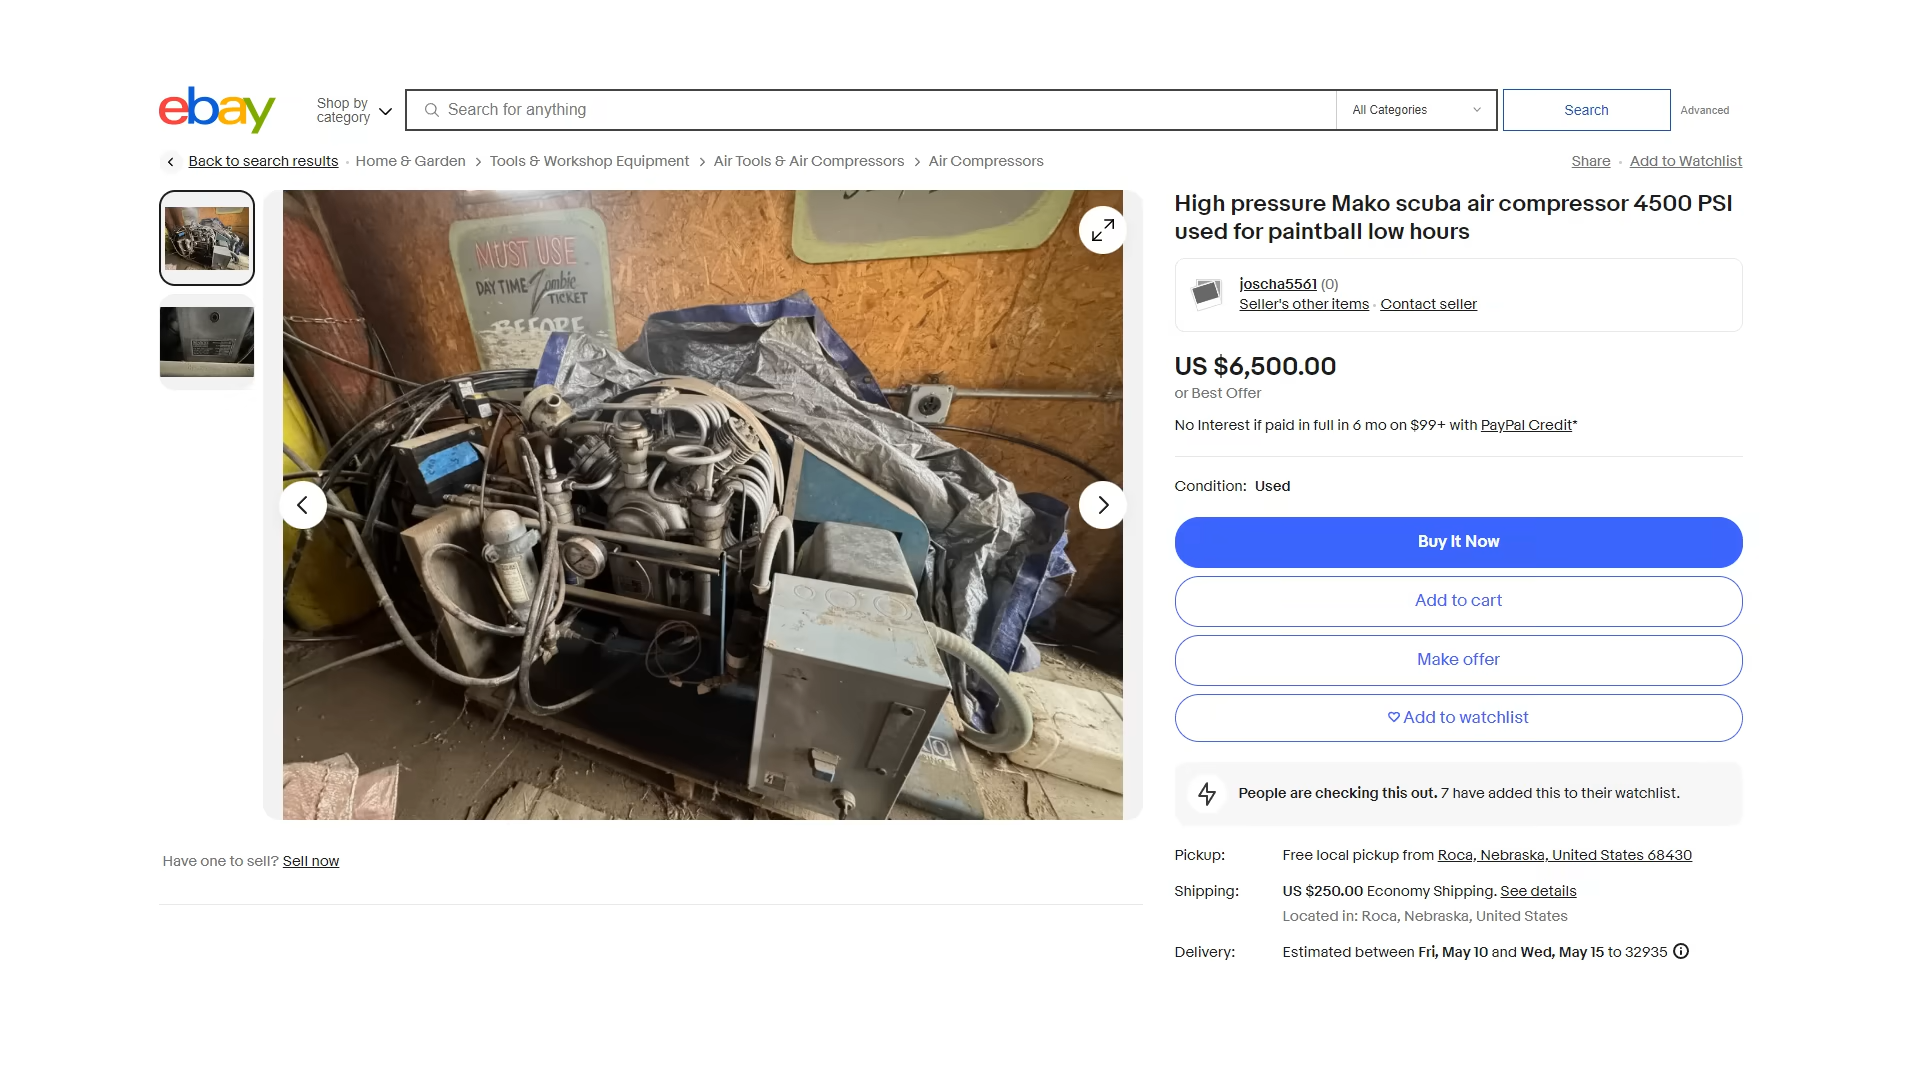 ebay
Shop by
category
Search for anything
All Categories
Search
Advanced
Back to search results
Home & Garden
Tools & Workshop Equipment
Air Tools & Air Compressors
Air Compressors
Share
Add to Watchlist
MUST USE
DAY TIME Zombie
TICKET
BEFORE
High pressure Mako scuba air compressor 4500 PSI
used for paintball low hours
joscha5561 (0)
Seller's other items · Contact seller
US $6,500.00
or Best Offer
No Interest if paid in full in 6 mo on $99+ with PayPal Credit*
Condition: Used
Buy It Now
Add to cart
Make offer
Add to watchlist
People are checking this out. 7 have added this to their watchlist.
Pickup: Free local pickup from Roca, Nebraska, United States 68430
Shipping: US $250.00 Economy Shipping. See details
Located in: Roca, Nebraska, United States
Delivery: Estimated between Fri, May 10 and Wed, May 15 to 32935
Have one to sell? Sell now